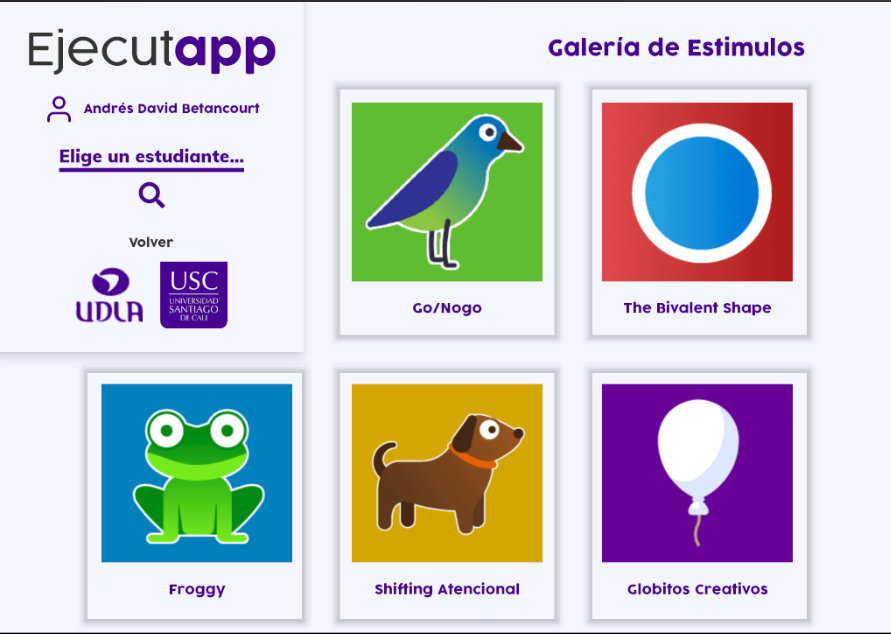 Ejecutapp
Andrés David Betancourt
Elige un estudiante...
Volver
UDLA
USC
UNIVERSIDAD
SANTIAGO
DE CALI
Galería de Estimulos
Go/Nogo
The Bivalent Shape
Froggy
Shifting Atencional
Globitos Creativos